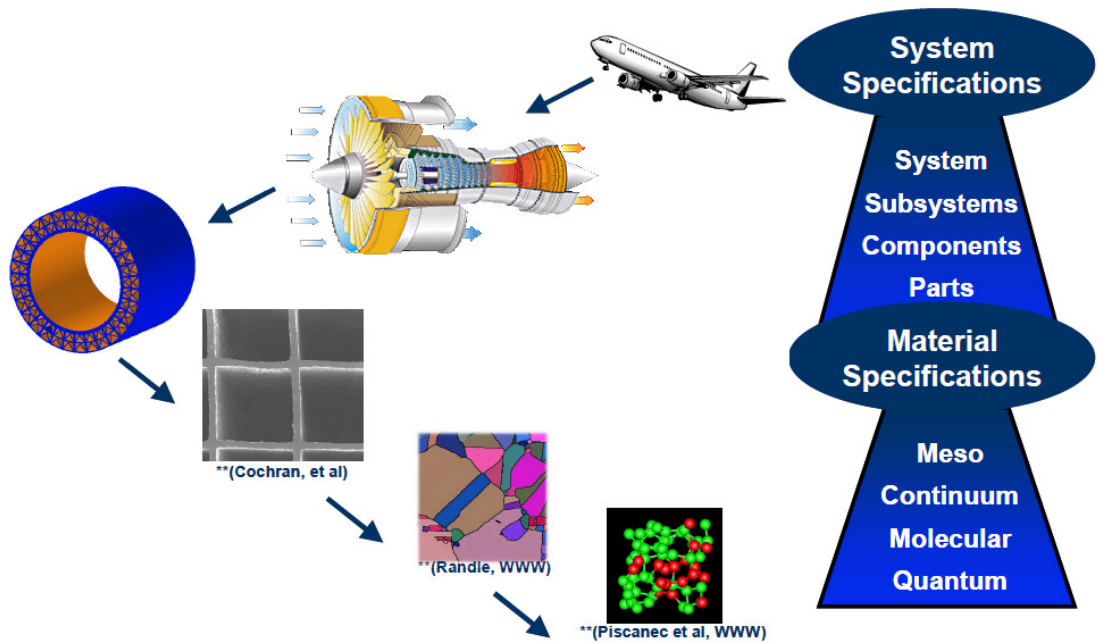 System
Specifications
System
Subsystems
Components
Parts
Material
Specifications
Meso
Continuum
Molecular
Quantum
**(Cochran, et al)
**(Randle, WWW)
**(Piscanec et al, WWW)